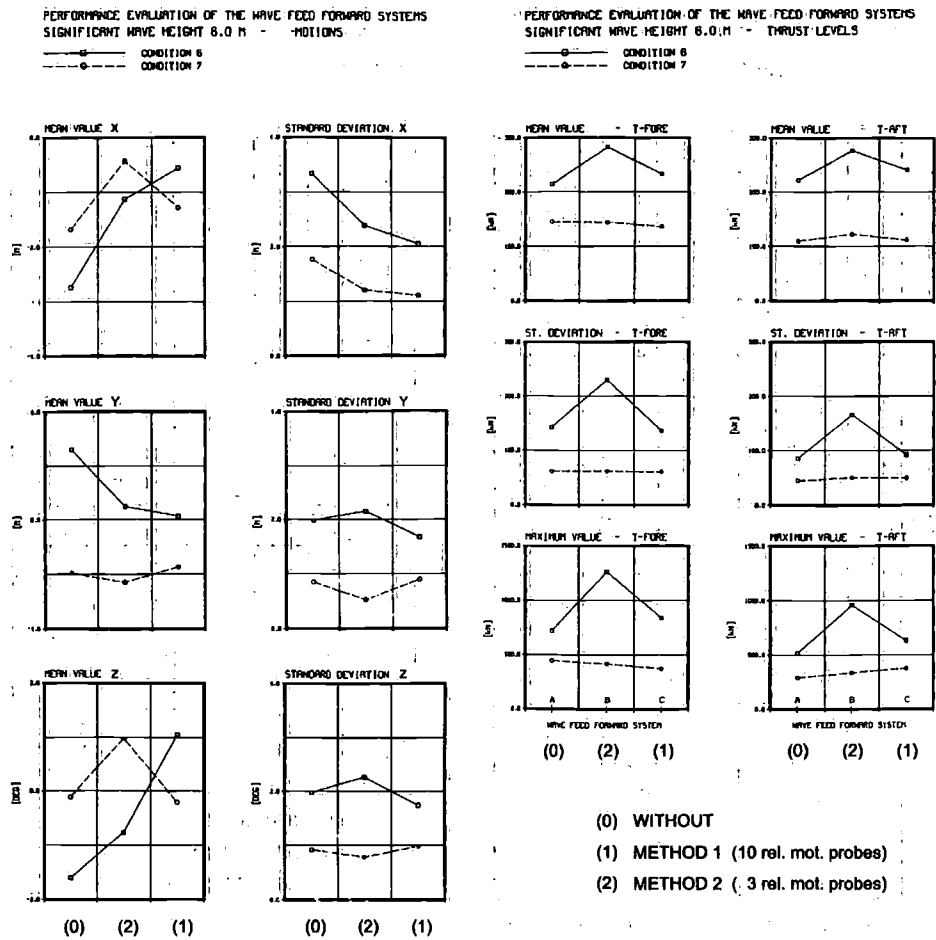 PERFORMANCE EVALUATION OF THE WAVE FEED FORWARD SYSTEMS
SIGNIFICANT WAVE HEIGHT 6.0 M - MOTIONS
CONDITION 6
CONDITION 7
MEAN VALUE X
STANDARD DEVIATION X
MEAN VALUE Y
STANDARD DEVIATION Y
MEAN VALUE Z
STANDARD DEVIATION Z
[DEG]
[DEG]
(0) (2) (1)
(0) (2) (1)
PERFORMANCE EVALUATION OF THE WAVE FEED FORWARD SYSTEMS
SIGNIFICANT WAVE HEIGHT 6.0 M - THRUST LEVELS
CONDITION 6
CONDITION 7
MEAN VALUE - T-FORE
MEAN VALUE - T-AFT
ST. DEVIATION - T-FORE
ST. DEVIATION - T-AFT
MAXIMUM VALUE - T-FORE
MAXIMUM VALUE - T-AFT
A B C
A B C
WAVE FEED FORWARD SYSTEM
WAVE FEED FORWARD SYSTEM
(0) (2) (1)
(0) (2) (1)
(0) WITHOUT
(1) METHOD 1 (10 rel. mot. probes)
(2) METHOD 2 ( 3 rel. mot. probes)